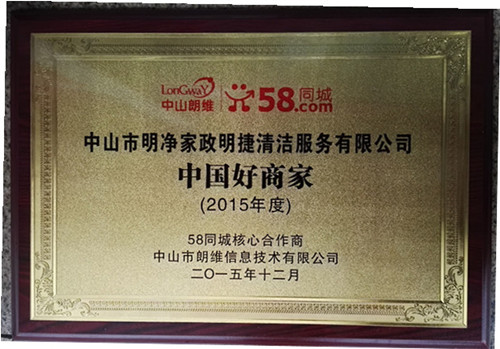 LonGwaY
中山朗维
58同城
.com
中山市明净家政明捷清洁服务有限公司
中国好商家
(2015年度)
58同城核心合作商
中山市朗维信息技术有限公司
二〇一五年十二月